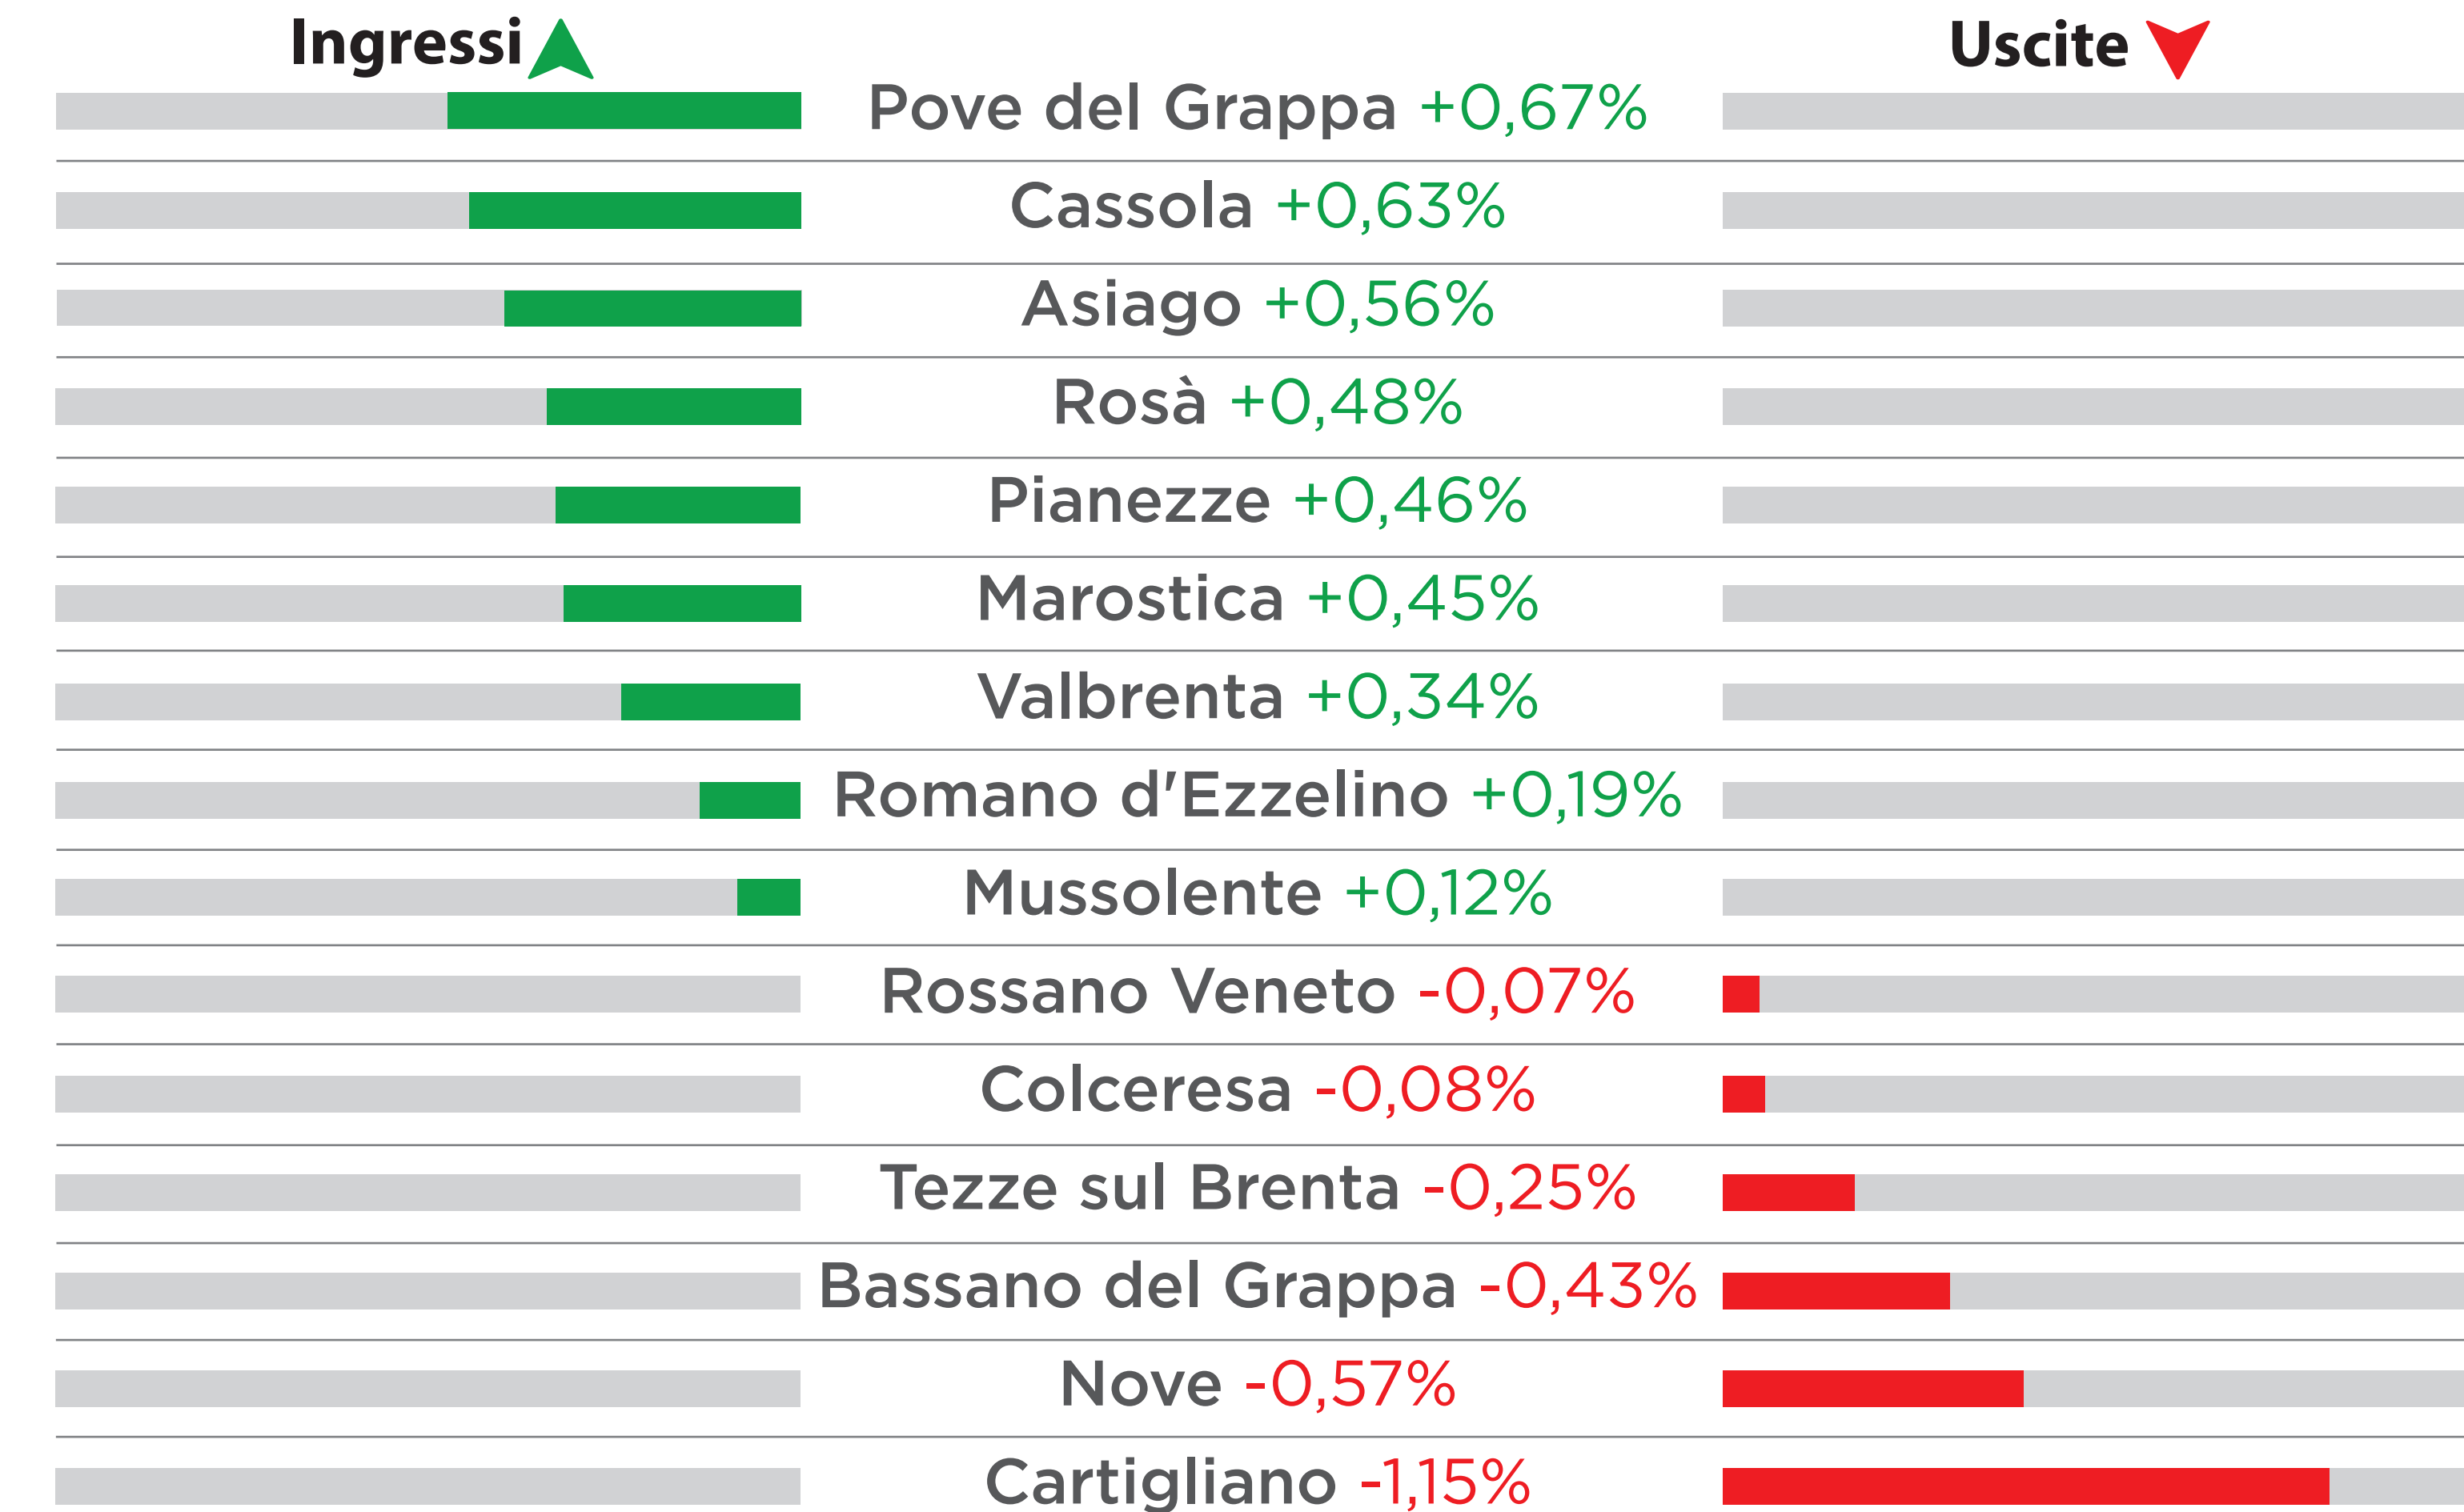 Ingressi
Uscite
Pove del Grappa +0,67%
Cassola +0,63%
Asiago +0,56%
Rosà +0,48%
Pianezze +0,46%
Marostica +0,45%
Valbrenta +0,34%
Romano d'Ezzelino +0,19%
Mussolente +0,12%
Rossano Veneto -0,07%
Colceresa -0,08%
Tezze sul Brenta -0,25%
Bassano del Grappa -0,43%
Nove -0,57%
Cartigliano -1,15%